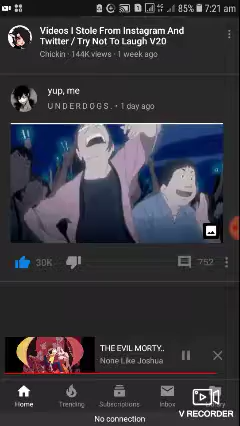 85% 7:21 am
Videos I Stole From Instagram And
Twitter / Try Not To Laugh V20
Chickin · 144K views · 1 week ago
yup, me
U N D E R D O G S . • 1 day ago
30K 752
THE EVIL MORTY..
None Like Joshua
Home Trending Subscriptions Inbox
V RECORDER
No connection